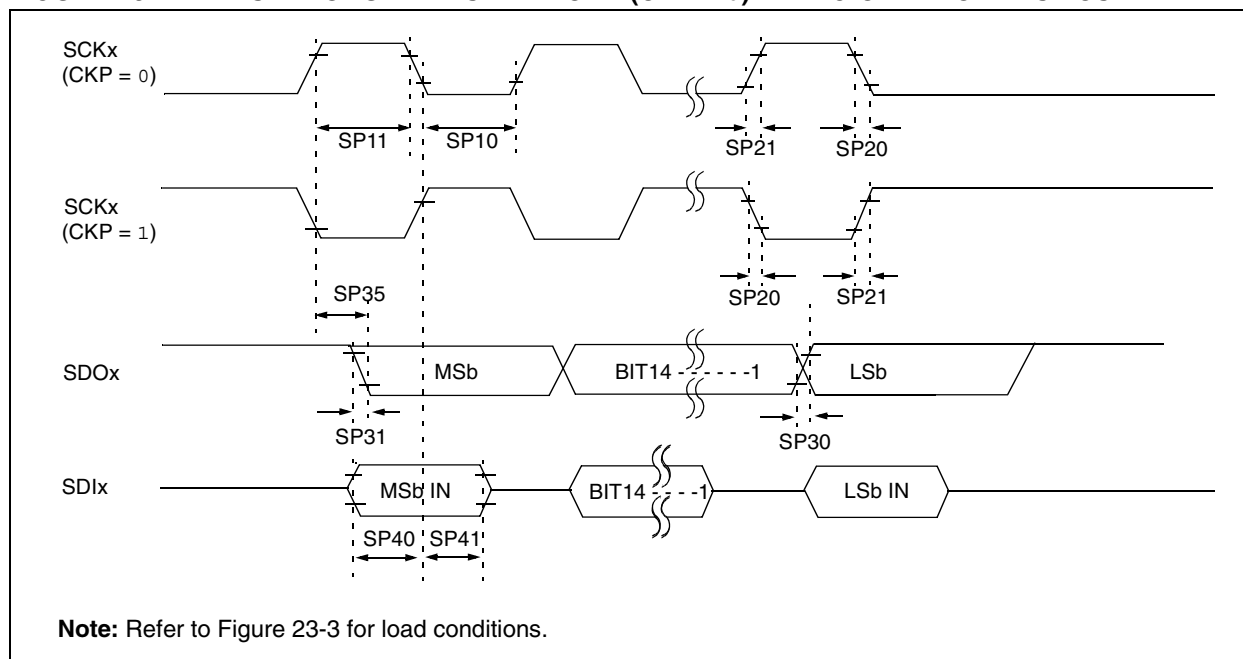 SCKx
(CKP = 0)
SP11
SP10
SP21
SP20
SCKx
(CKP = 1)
SP35
SP20
SP21
SDOx
MSb
BIT14 - - - - - -1
LSb
SP31
SP30
SDIx
MSb IN
BIT14 - - - -1
LSb IN
SP40
SP41
Note: Refer to Figure 23-3 for load conditions.